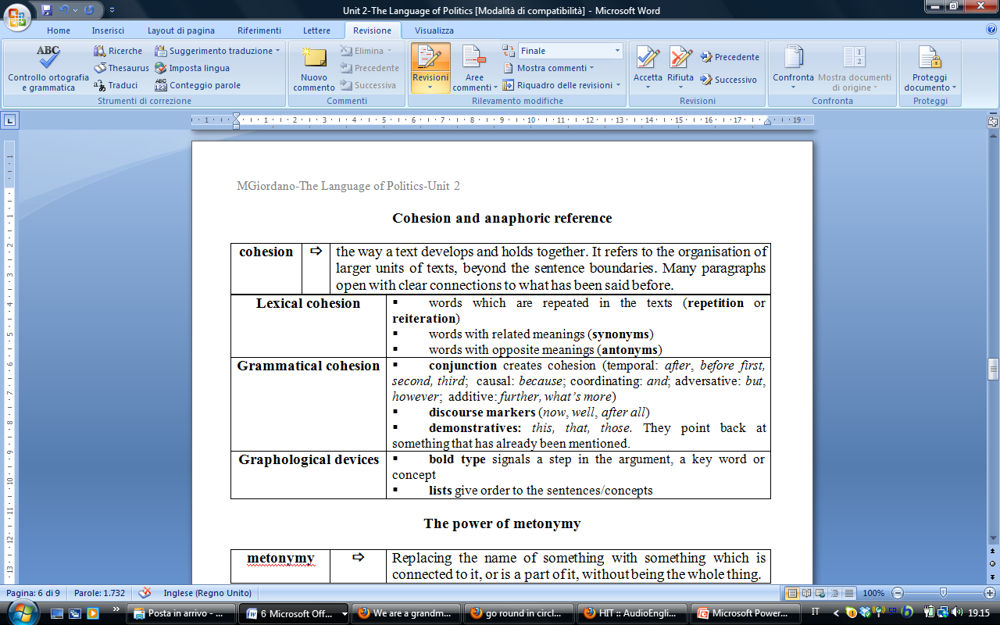 Unit 2-The Language of Politics [Modalità di compatibilità] - Microsoft Word
Home Inserisci Layout di pagina Riferimenti Lettere Revisione Visualizza
ABC Controllo ortografia e grammatica
Ricerche
Thesaurus
Traduci
Suggerimento traduzione
Imposta lingua
ABC 123 Conteggio parole
Strumenti di correzione
Nuovo commento
Elimina
Precedente
Successiva
Commenti
Revisioni
Aree commenti
Finale
Mostra commenti
Riquadro delle revisioni
Rilevamento modifiche
Accetta
Rifiuta
Precedente
Successivo
Revisioni
Confronta
Mostra documenti di origine
Confronta
Proteggi documento
Proteggi
MGiordano-The Language of Politics-Unit 2
Cohesion and anaphoric reference
cohesion ⇨ the way a text develops and holds together. It refers to the organisation of
larger units of texts, beyond the sentence boundaries. Many paragraphs
open with clear connections to what has been said before.
Lexical cohesion
▪ words which are repeated in the texts (repetition or
reiteration)
▪ words with related meanings (synonyms)
▪ words with opposite meanings (antonyms)
Grammatical cohesion
▪ conjunction creates cohesion (temporal: after, before first,
second, third; causal: because; coordinating: and; adversative: but,
however; additive: further, what's more)
▪ discourse markers (now, well, after all)
▪ demonstratives: this, that, those. They point back at
something that has already been mentioned.
Graphological devices
▪ bold type signals a step in the argument, a key word or
concept
▪ lists give order to the sentences/concepts
The power of metonymy
metonymy ⇨ Replacing the name of something with something which is
connected to it, or is a part of it, without being the whole thing.
Pagina: 6 di 9 Parole: 1.732 Inglese (Regno Unito) 100%
Posta in arrivo - ... 6 Microsoft Off... We are a grandm... go round in circl... HIT :: AudioEngli... Microsoft Power... IT 19.15